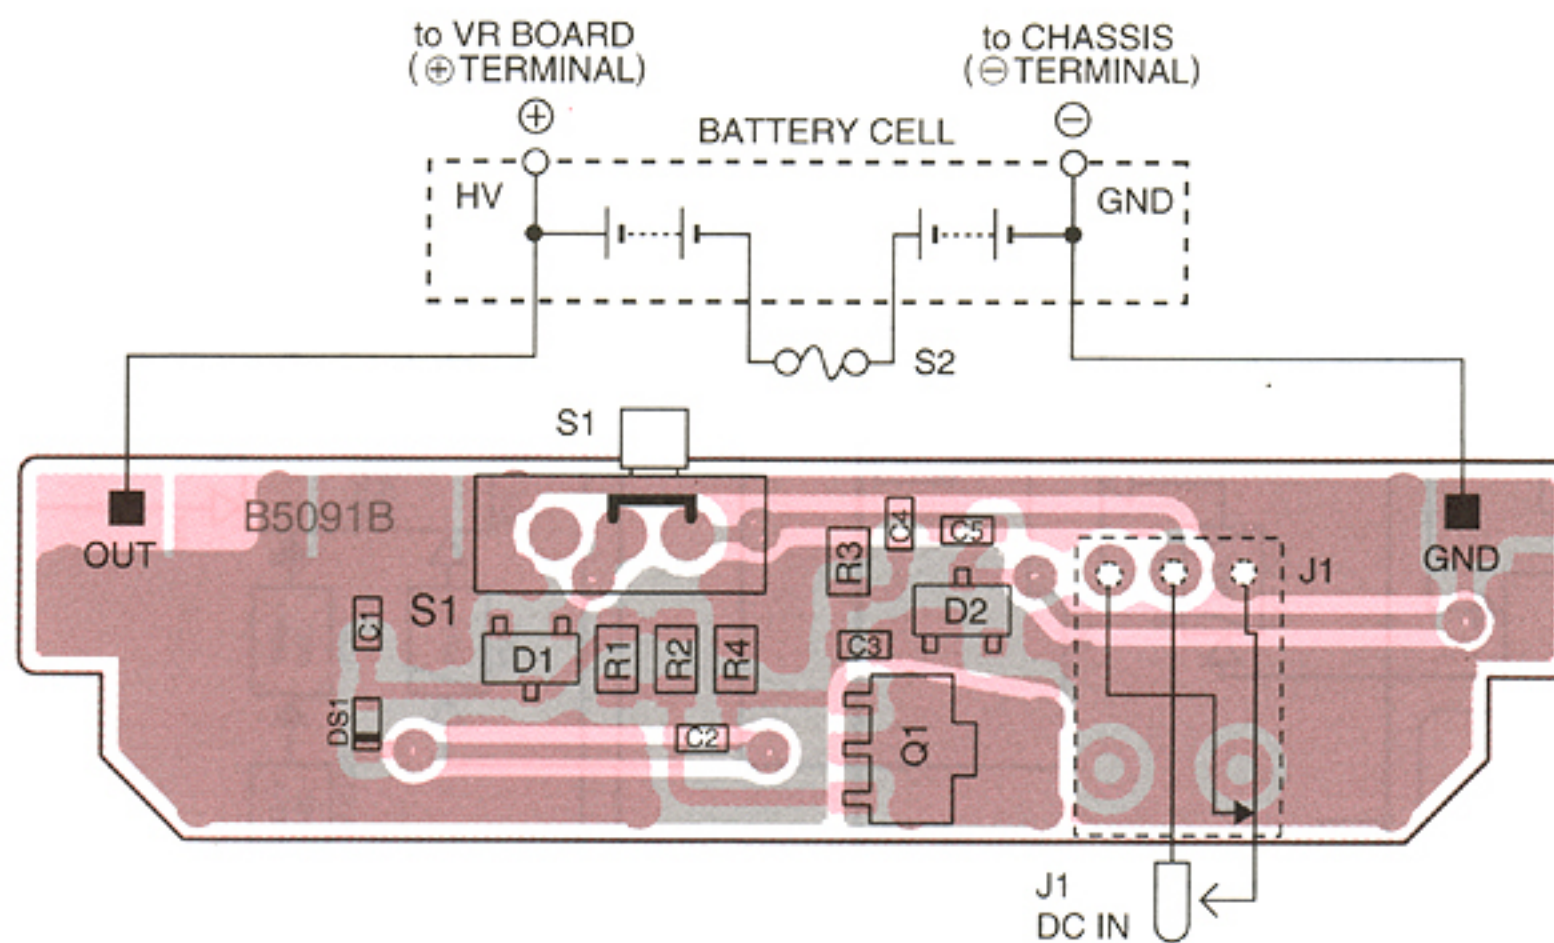 to VR BOARD
(⊕TERMINAL)
to CHASSIS
(⊖TERMINAL)
⊕
⊖
BATTERY CELL
HV
GND
S2
S1
B5091B
OUT
C4
C5
R3
GND
J1
S1
C1
D1
R1
R2
R4
C3
D2
DS1
C2
Q1
J1
DC IN